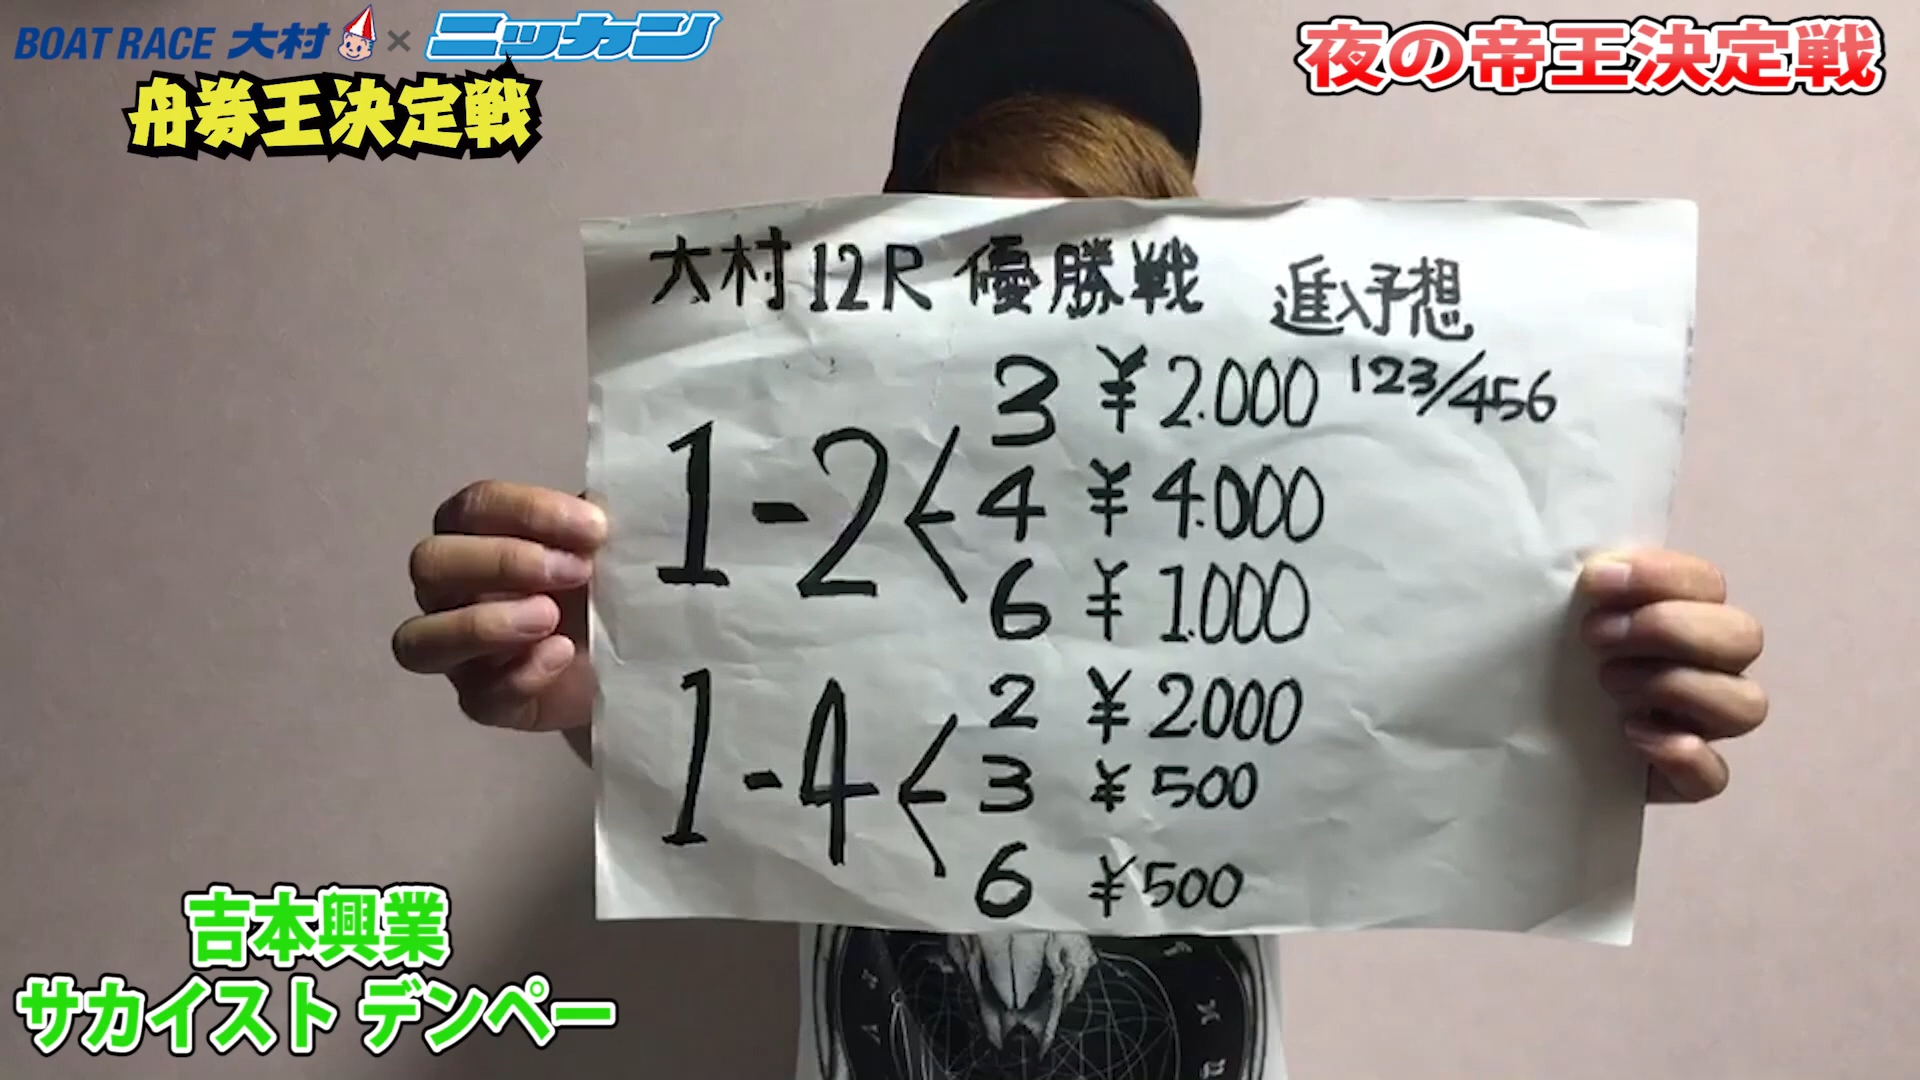 BOAT RACE 大村 × ニッカン
舟券王決定戦
夜の帝王決定戦
大村12R 優勝戦 進入予想
123/456
1-2< 3 ¥2.000
4 ¥4.000
6 ¥1.000
1-4< 2 ¥2.000
3 ¥500
6 ¥500
吉本興業
サカイスト デンペー